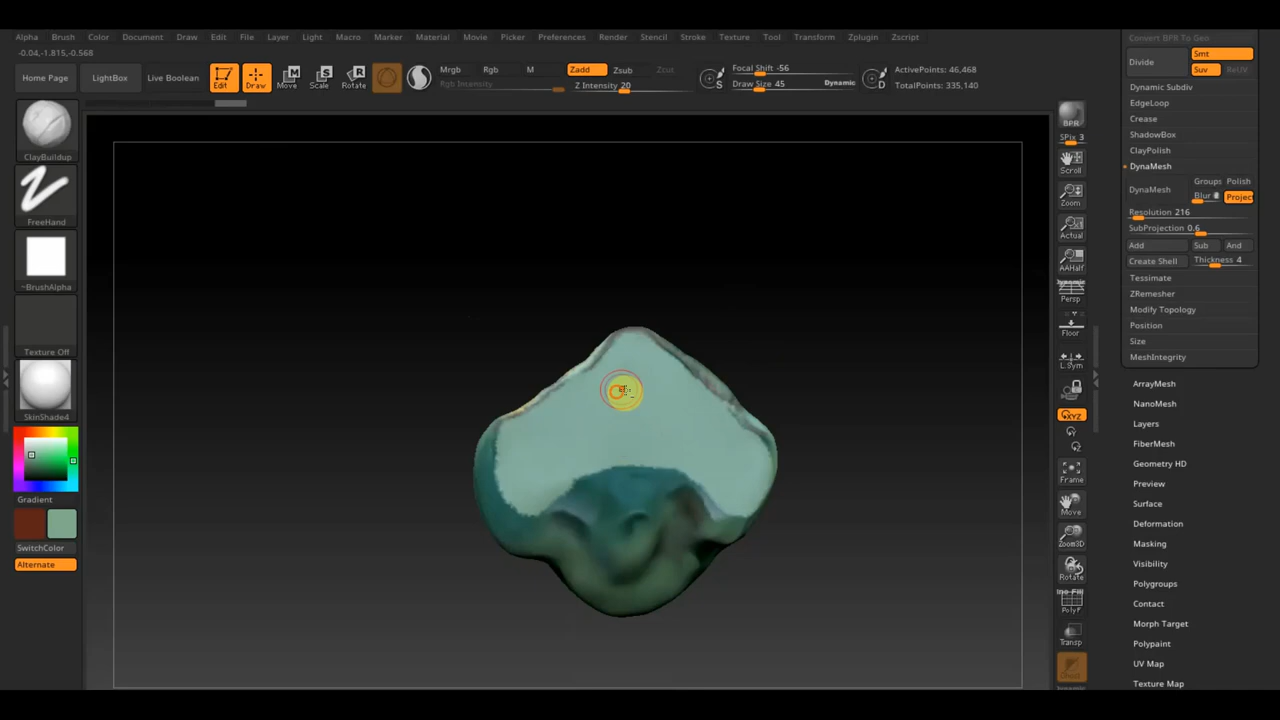 Alpha Brush Color Document Draw Edit File Layer Light Macro Marker Material Movie Picker Preferences Render Stencil Stroke Texture Tool Transform Zplugin Zscript
-0.04,-1.815,-0.568
Home Page
LightBox
Live Boolean
Edit
Draw
Move
Scale
Rotate
Mrgb Rgb M
Rgb Intensity
Zadd Zsub Zcut
Z Intensity 20
Focal Shift -56
Draw Size 45 Dynamic
ActivePoints: 46,468
TotalPoints: 335,140
ClayBuildup
FreeHand
~BrushAlpha
Texture Off
SkinShade4
Gradient
SwitchColor
Alternate
BPR
SPix 3
Scroll
Zoom
Actual
AAHalf
Dynamic
Persp
Floor
L.Sym
XYZ
Frame
Move
Zoom3D
Rotate
PolyF
Transp
Convert BPR To Geo
Divide
Smt
Suv ReUV
Dynamic Subdiv
EdgeLoop
Crease
ShadowBox
ClayPolish
DynaMesh
DynaMesh
Groups Polish
Blur Projec
Resolution 216
SubProjection 0.6
Add Sub And
Create Shell Thickness 4
Tessimate
ZRemesher
Modify Topology
Position
Size
MeshIntegrity
ArrayMesh
NanoMesh
Layers
FiberMesh
Geometry HD
Preview
Surface
Deformation
Masking
Visibility
Polygroups
Contact
Morph Target
Polypaint
UV Map
Texture Map